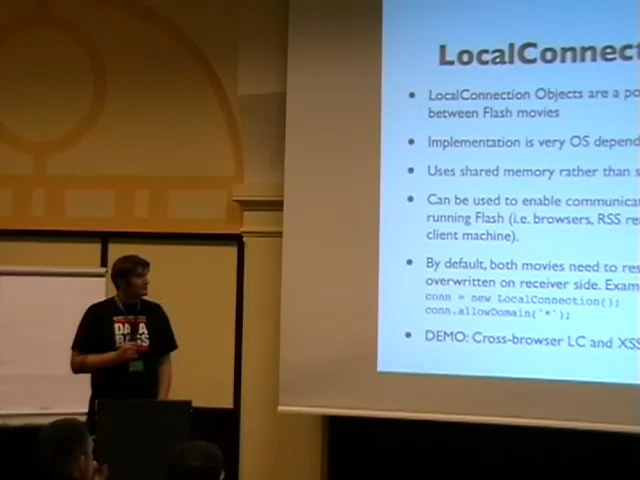 LocalConnect
• LocalConnection Objects are a po
between Flash movies
• Implementation is very OS depend
• Uses shared memory rather than s
• Can be used to enable communicat
running Flash (i.e. browsers, RSS re
client machine).
• By default, both movies need to res
overwritten on receiver side. Exam
conn = new LocalConnection();
conn.allowDomain('*');
• DEMO: Cross-browser LC and XSS